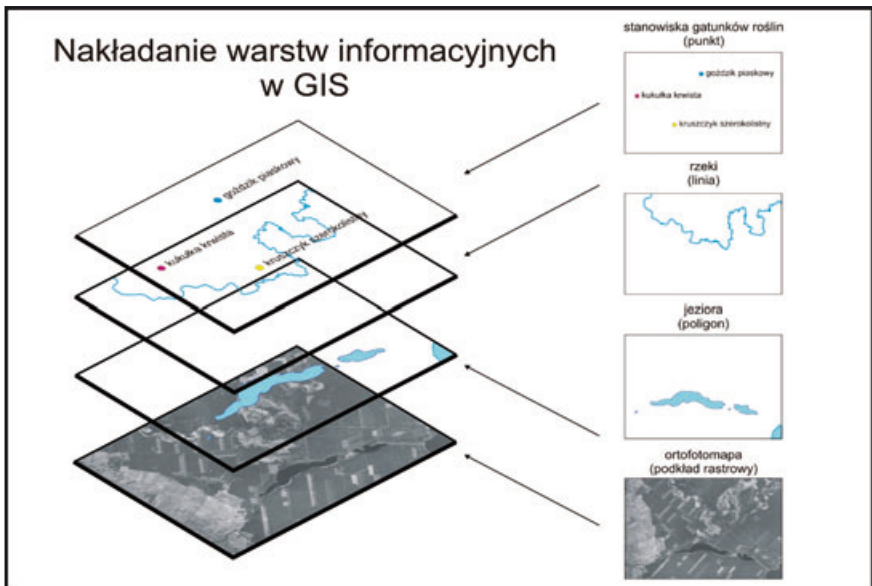 Nakładanie warstw informacyjnych
w GIS
stanowiska gatunków roślin
(punkt)
goździk piaskowy
kukułka krwista
kruszczyk szerokolistny
rzeki
(linia)
jeziora
(poligon)
ortofotomapa
(podkład rastrowy)
goździk piaskowy
kukułka krwista
kruszczyk szerokolistny